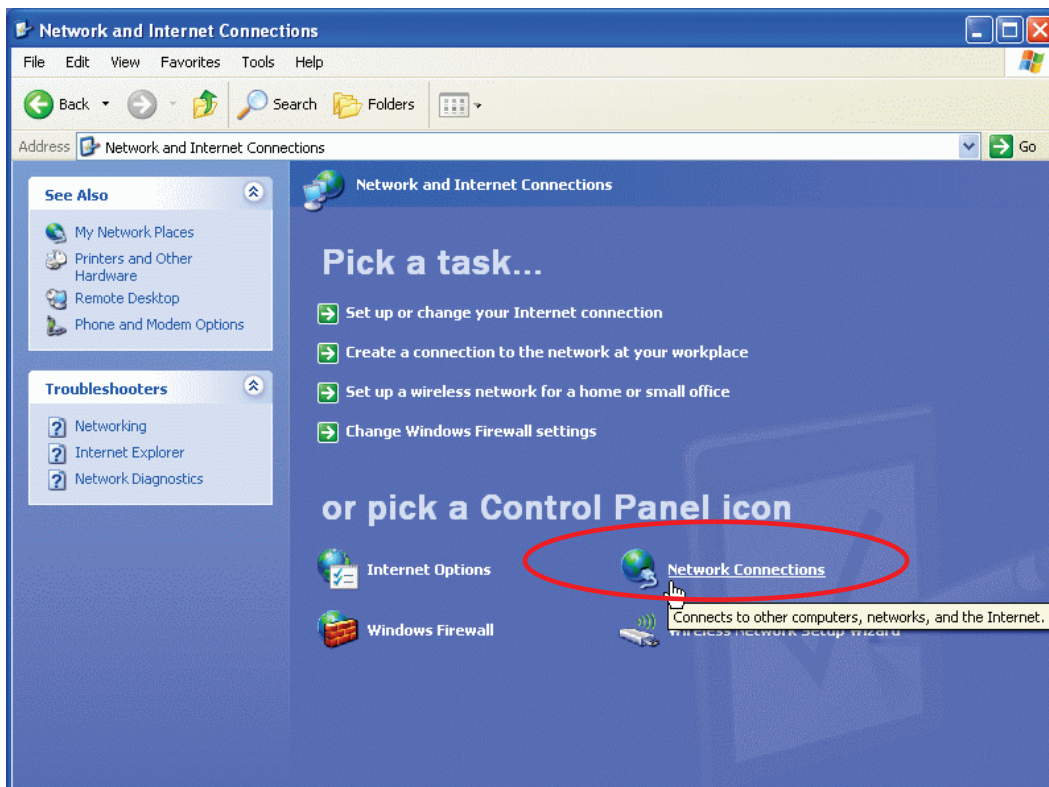 Network and Internet Connections
File Edit View Favorites Tools Help
Back Search Folders
Address Network and Internet Connections Go
See Also
My Network Places
Printers and Other
Hardware
Remote Desktop
Phone and Modem Options
Troubleshooters
Networking
Internet Explorer
Network Diagnostics
Network and Internet Connections
Pick a task...
Set up or change your Internet connection
Create a connection to the network at your workplace
Set up a wireless network for a home or small office
Change Windows Firewall settings
or pick a Control Panel icon
Internet Options
Network Connections
Connects to other computers, networks, and the Internet.
Windows Firewall
Wireless Network Setup Wizard